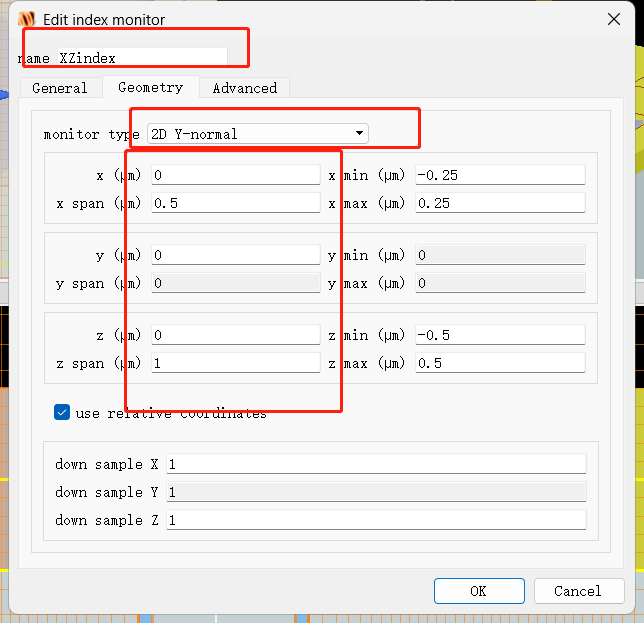 Edit index monitor
name XZindex
General Geometry Advanced
monitor type 2D Y-normal
x (μm) 0 x min (μm) -0.25
x span (μm) 0.5 x max (μm) 0.25
y (μm) 0 y min (μm) 0
y span (μm) 0 y max (μm) 0
z (μm) 0 z min (μm) -0.5
z span (μm) 1 z max (μm) 0.5
use relative coordinates
down sample X 1
down sample Y 1
down sample Z 1
OK Cancel